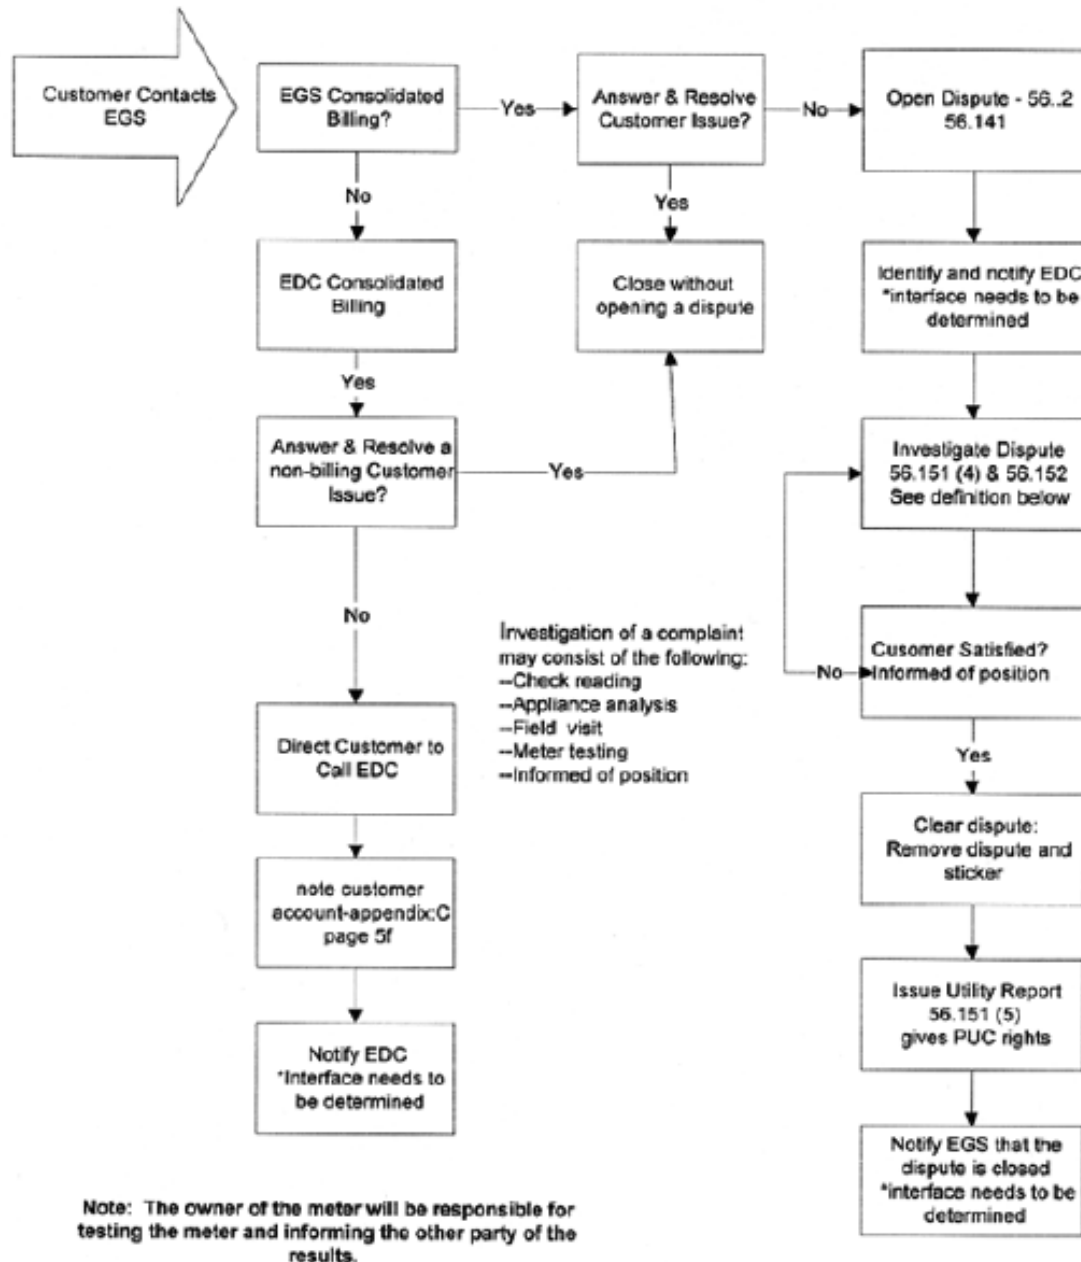 Customer Contacts
EGS
EGS Consolidated
Billing?
Yes
Answer & Resolve
Customer Issue?
No
Open Dispute - 56..2
56.141
No
Yes
EDC Consolidated
Billing
Close without
opening a dispute
Identify and notify EDC
*interface needs to be
determined
Yes
Answer & Resolve a
non-billing Customer
Issue?
Yes
Investigate Dispute
56.151 (4) & 56.152
See definition below
No
Investigation of a complaint
may consist of the following:
--Check reading
--Appliance analysis
--Field visit
--Meter testing
--Informed of position
Cusomer Satisfied?
Informed of position
No
Yes
Direct Customer to
Call EDC
Clear dispute:
Remove dispute and
sticker
note customer
account-appendix:C
page 5f
Issue Utility Report
56.151 (5)
gives PUC rights
Notify EDC
*Interface needs to
be determined
Notify EGS that the
dispute is closed
*interface needs to be
determined
Note: The owner of the meter will be responsible for
testing the meter and informing the other party of the
results.